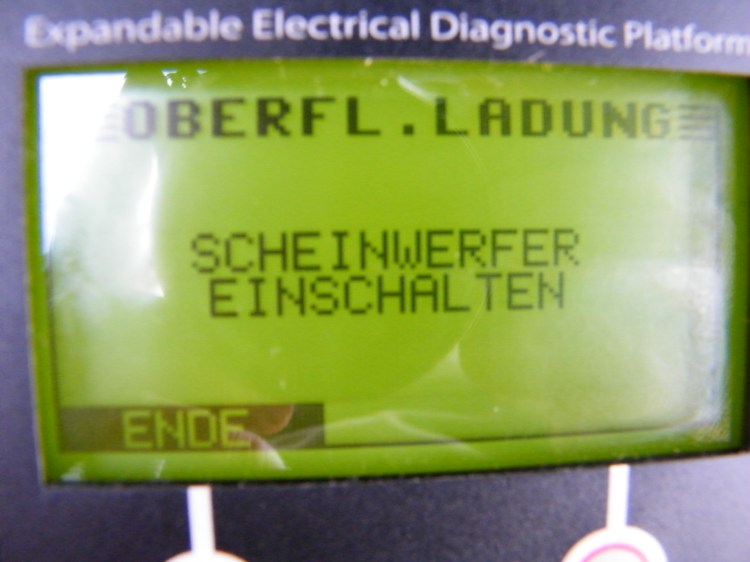 Expandable Electrical Diagnostic Platform
OBERFL.LADUNG
SCHEINWERFER
EINSCHALTEN
ENDE